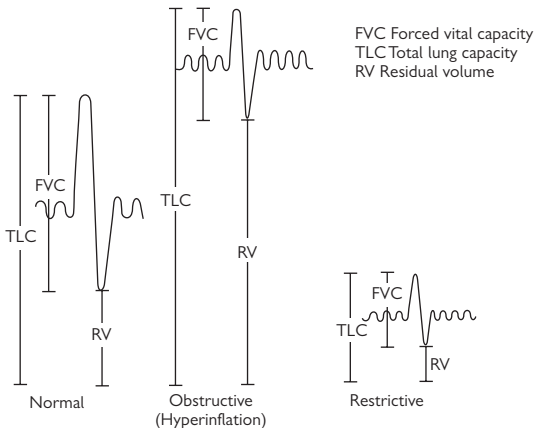 FVC
FVC Forced vital capacity
TLC Total lung capacity
RV Residual volume
FVC
TLC
TLC
RV
RV
FVC
TLC
RV
Normal
Obstructive
(Hyperinflation)
Restrictive